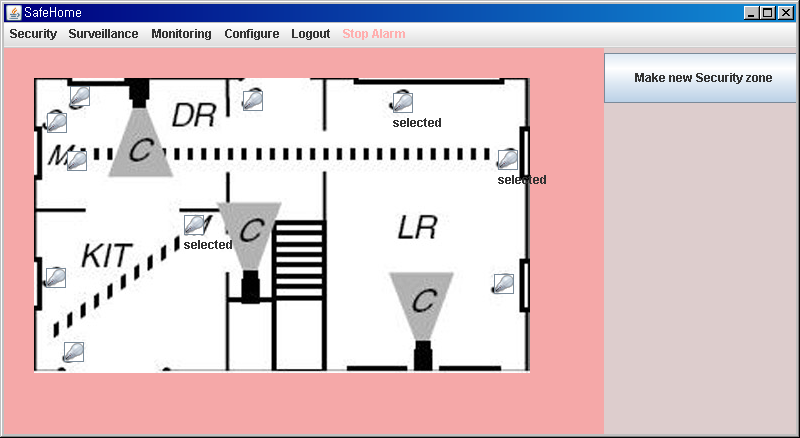 SafeHome
Security Surveillance Monitoring Configure Logout Stop Alarm
Make new Security zone
DR
selected
M
C
selected
selected
C
LR
KIT
C